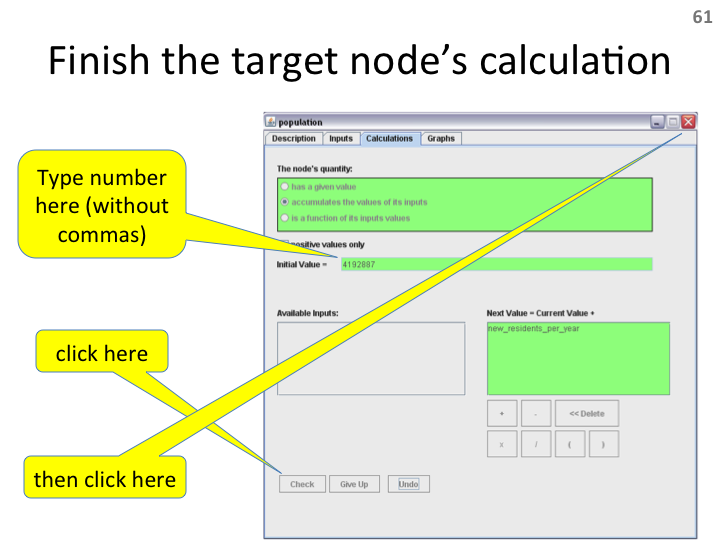 61
Finish the target node's calculation
population
Description Inputs Calculations Graphs
Type number
here (without
commas)
The node's quantity:
has a given value
accumulates the values of its inputs
is a function of its inputs values
positive values only
Initial Value = 4192887
Available Inputs: Next Value = Current Value +
new_residents_per_year
click here
+ - << Delete
x / ( )
then click here
Check Give Up Undo